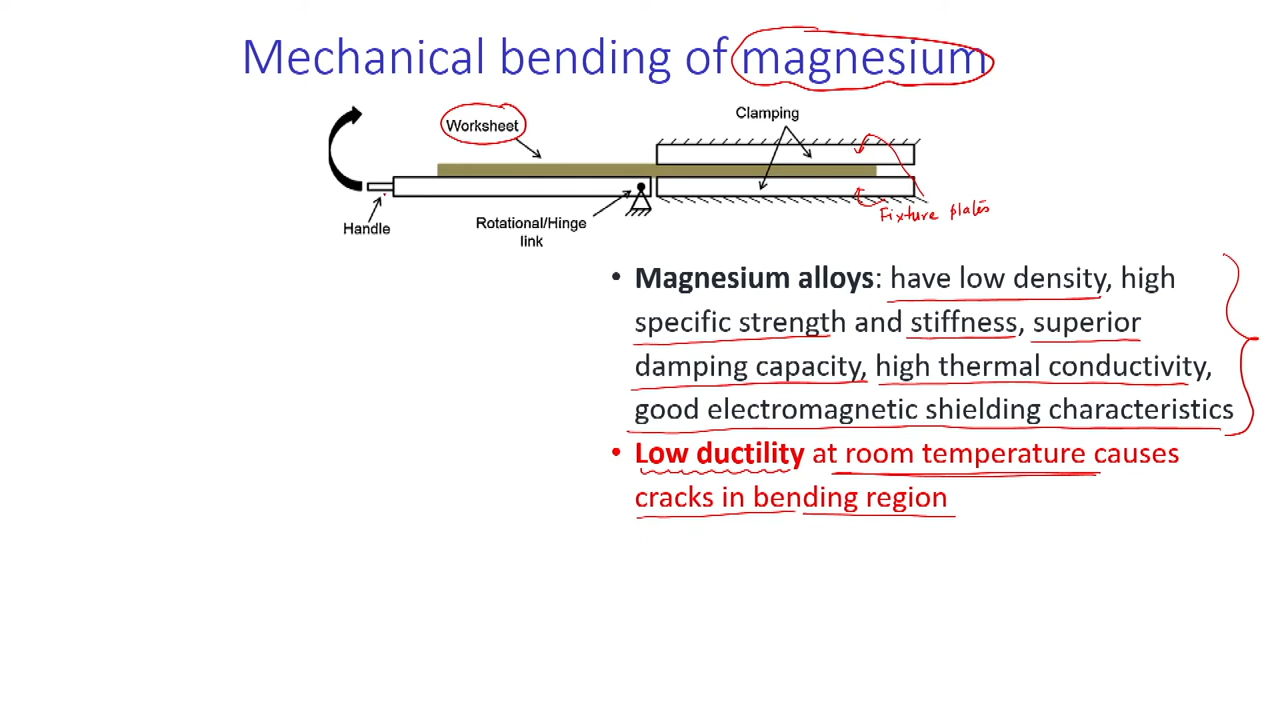 Mechanical bending of magnesium
Clamping
Worksheet
Handle
Rotational/Hinge
link
Fixture plates
• Magnesium alloys: have low density, high
specific strength and stiffness, superior
damping capacity, high thermal conductivity,
good electromagnetic shielding characteristics
• Low ductility at room temperature causes
cracks in bending region